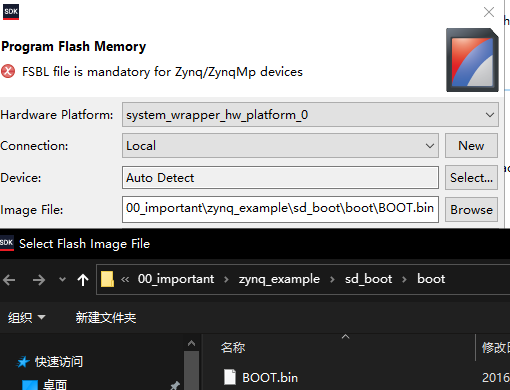 SDK
Program Flash Memory
FSBL file is mandatory for Zynq/ZynqMp devices
Hardware Platform: system_wrapper_hw_platform_0
Connection: Local New
Device: Auto Detect Select...
Image File: 00_important\zynq_example\sd_boot\boot\BOOT.bin Browse
SDK Select Flash Image File
« 00_important › zynq_example › sd_boot › boot
组织 新建文件夹
名称 修改日
快速访问
BOOT.bin 2016
桌面